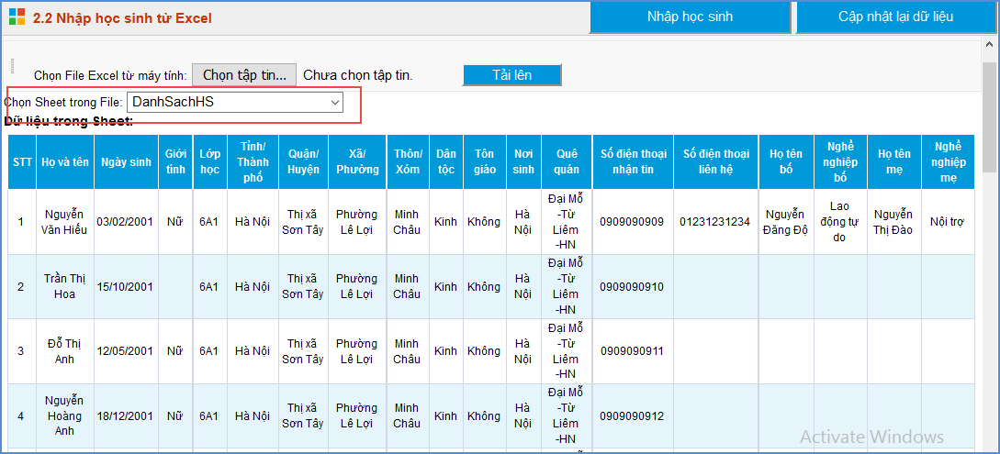 2.2 Nhập học sinh từ Excel
Nhập học sinh
Cập nhật lại dữ liệu
Chọn File Excel từ máy tính: Chọn tập tin... Chưa chọn tập tin. Tải lên
Chọn Sheet trong File: DanhSachHS
Dữ liệu trong Sheet:
STT Họ và tên Ngày sinh Giới tính Lớp học Tỉnh/ Thành phố Quận/ Huyện Xã/ Phường Thôn/ Xóm Dân tộc Tôn giáo Nơi sinh Quê quán Số điện thoại nhận tin Số điện thoại liên hệ Họ tên bố Nghề nghiệp bố Họ tên mẹ Nghề nghiệp mẹ
1 Nguyễn Văn Hiếu 03/02/2001 Nữ 6A1 Hà Nội Thị xã Sơn Tây Phường Lê Lợi Minh Châu Kinh Không Hà Nội Đại Mỗ -Từ Liêm -HN 0909090909 01231231234 Nguyễn Đăng Độ Lao động tự do Nguyễn Thị Đào Nội trợ
2 Trần Thị Hoa 15/10/2001 6A1 Hà Nội Thị xã Sơn Tây Phường Lê Lợi Minh Châu Kinh Không Hà Nội Đại Mỗ -Từ Liêm -HN 0909090910
3 Đỗ Thị Anh 12/05/2001 Nữ 6A1 Hà Nội Thị xã Sơn Tây Phường Lê Lợi Minh Châu Kinh Không Hà Nội Đại Mỗ -Từ Liêm -HN 0909090911
4 Nguyễn Hoàng Anh 18/12/2001 Nữ 6A1 Hà Nội Thị xã Sơn Tây Phường Lê Lợi Minh Châu Kinh Không Hà Nội Đại Mỗ -Từ Liêm -HN 0909090912
Activate Windows